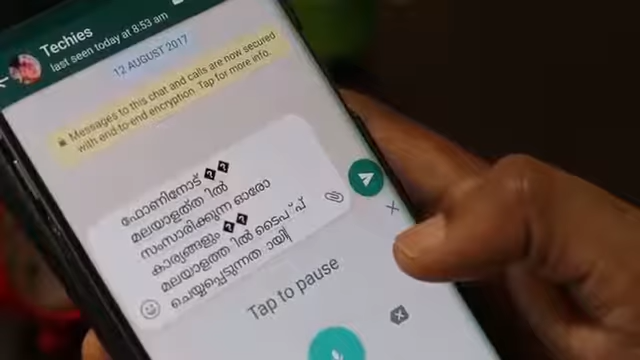 Techies
last seen today at 8:53 am
12 AUGUST 2017
Messages to this chat and calls are now secured
with end-to-end encryption. Tap for more info.
ഫോണിനോട് ��
മലയാളത്ത ിൽ
സംസാരിക്കുന്ന ഓരോ
കാര്യങ്ങളും ��
മലയാളത്ത ിൽ ടൈപ് ്പ്
ചെയ്യപ്പെടുന്നത ായി
Tap to pause